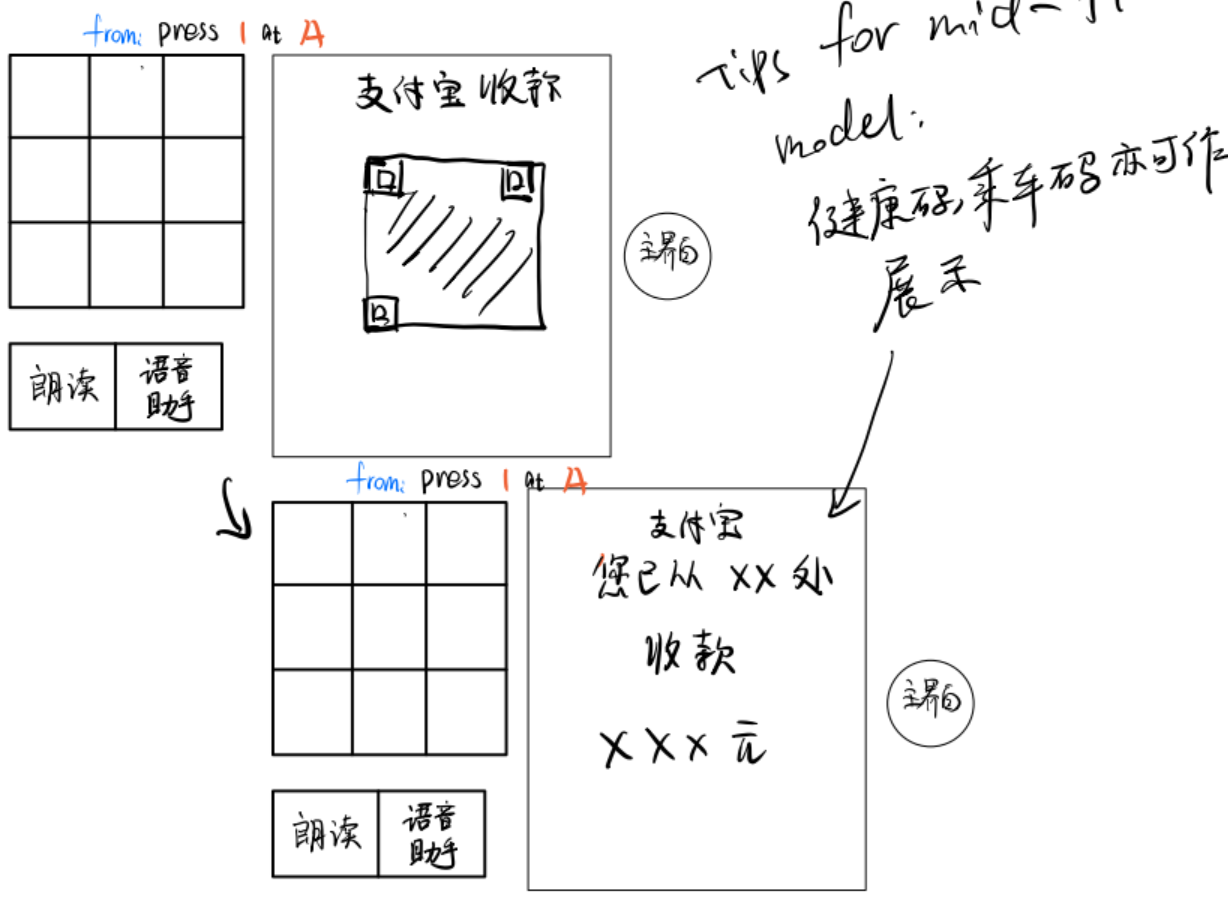 from: press 1 at A
支付宝收款
主界面
朗读
语音
助手
Tips for mid-
model:
健康码,乘车码亦可作
展示
from: press 1 at A
支付宝
您已从 XX 处
收款
XXX 元
主界面
朗读
语音
助手